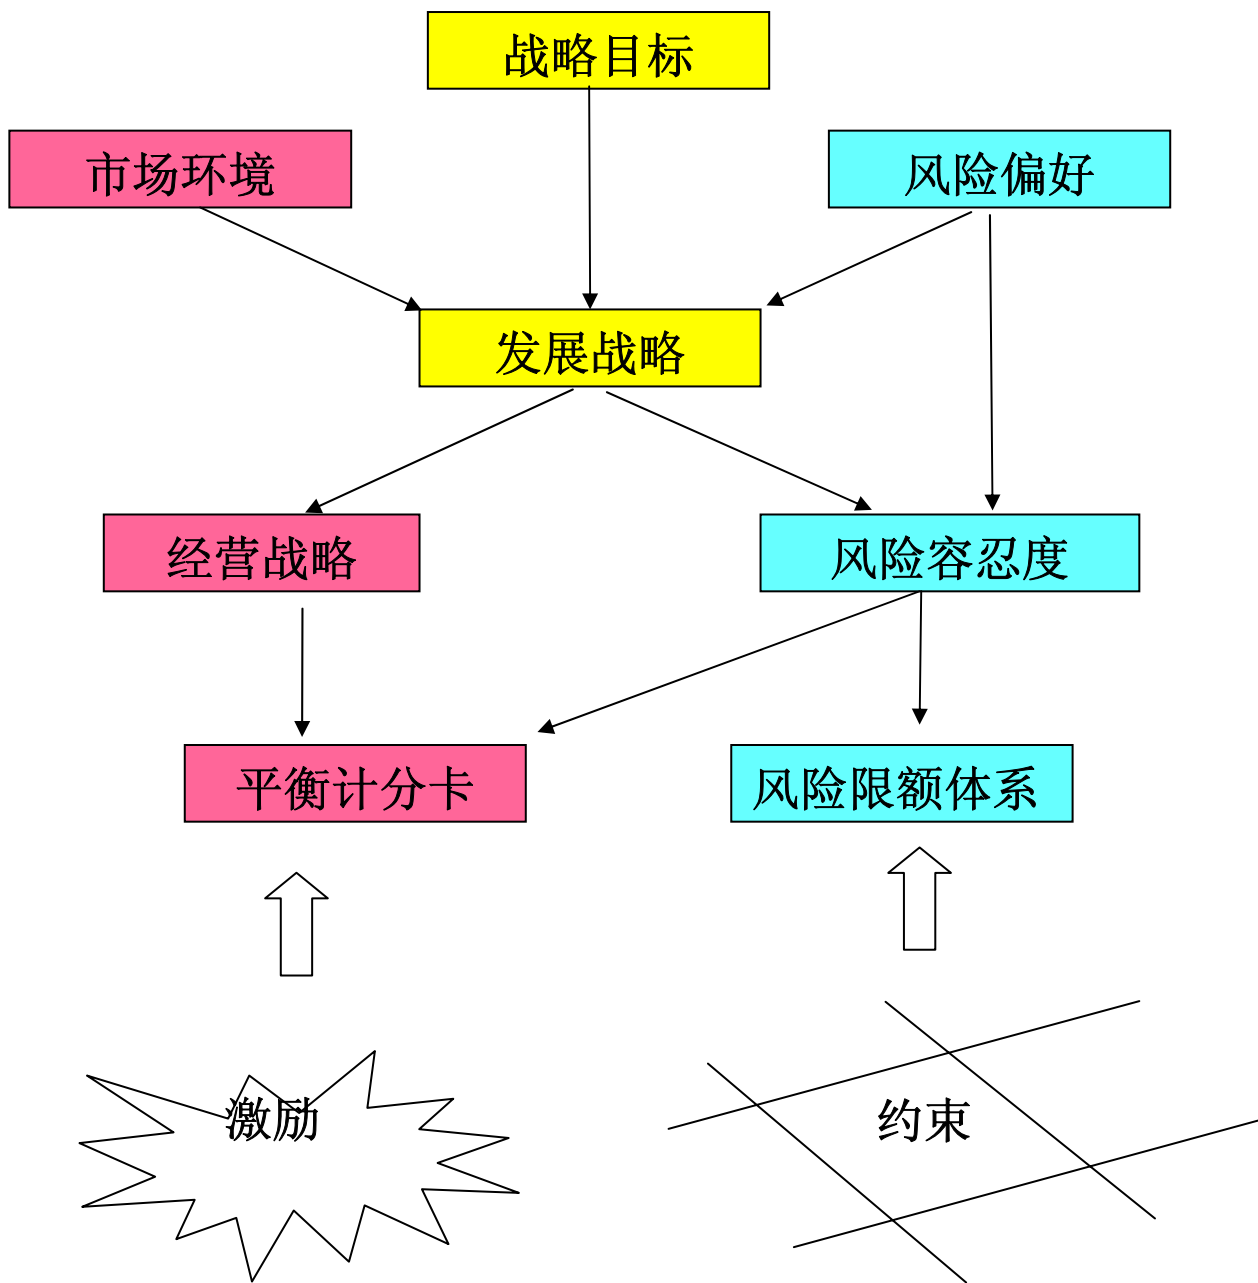 战略目标
市场环境
风险偏好
发展战略
经营战略
风险容忍度
平衡计分卡
风险限额体系
激励
约束